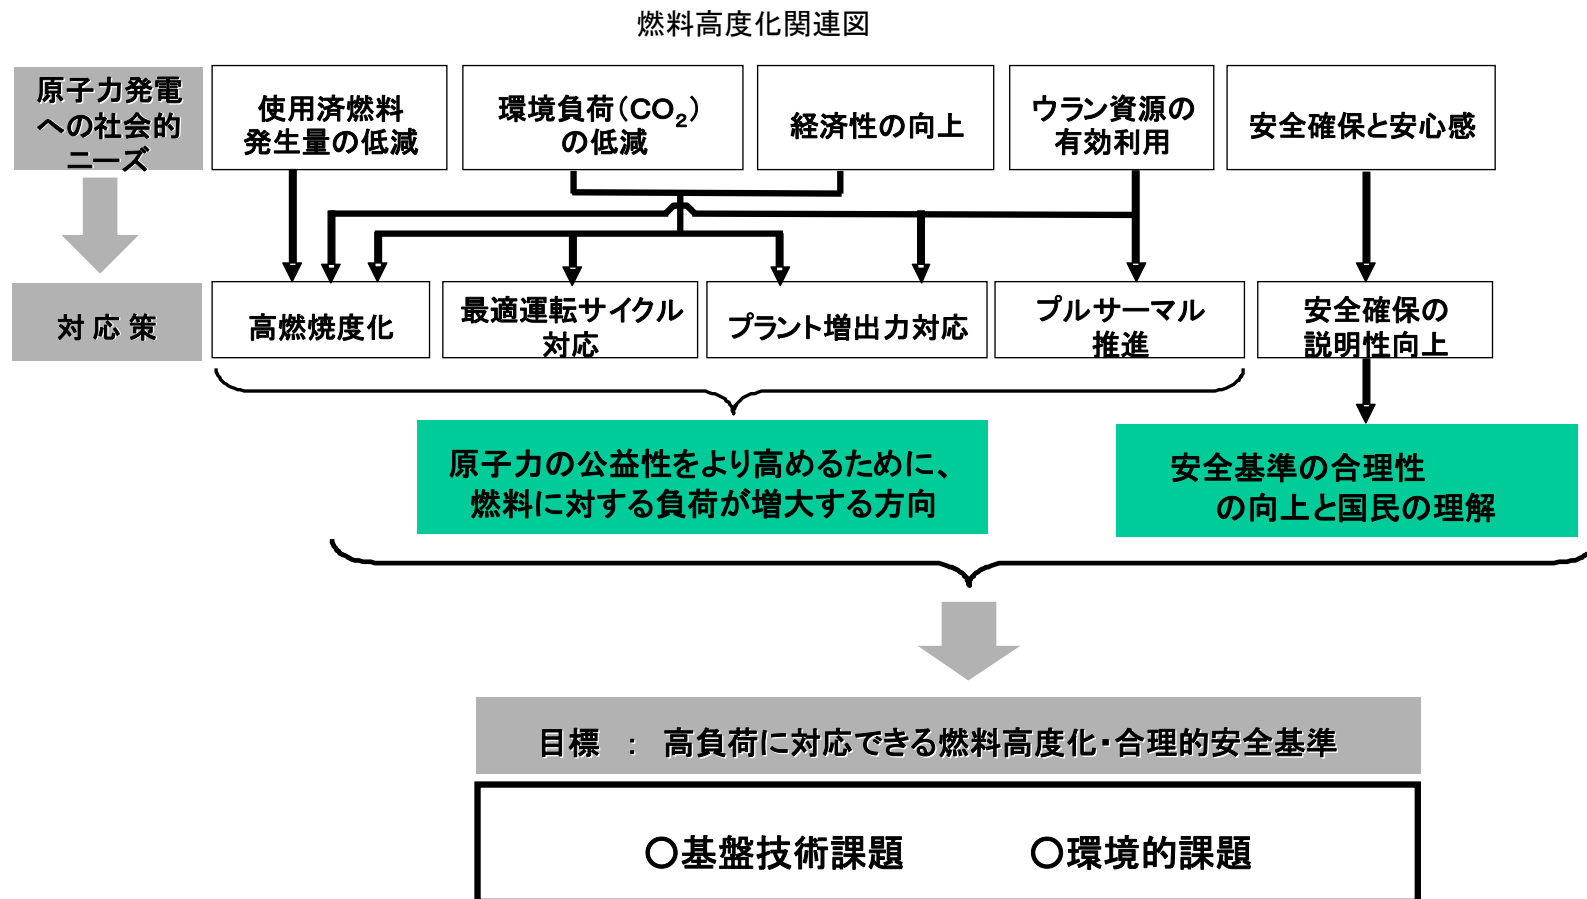 燃料高度化関連図
原子力発電
への社会的
ニーズ
使用済燃料
発生量の低減
環境負荷(CO₂)
の低減
経済性の向上
ウラン資源の
有効利用
安全確保と安心感
対応策
高燃焼度化
最適運転サイクル
対応
プラント増出力対応
プルサーマル
推進
安全確保の
説明性向上
原子力の公益性をより高めるために、
燃料に対する負荷が増大する方向
安全基準の合理性
の向上と国民の理解
目標 : 高負荷に対応できる燃料高度化・合理的安全基準
○基盤技術課題 ○環境的課題